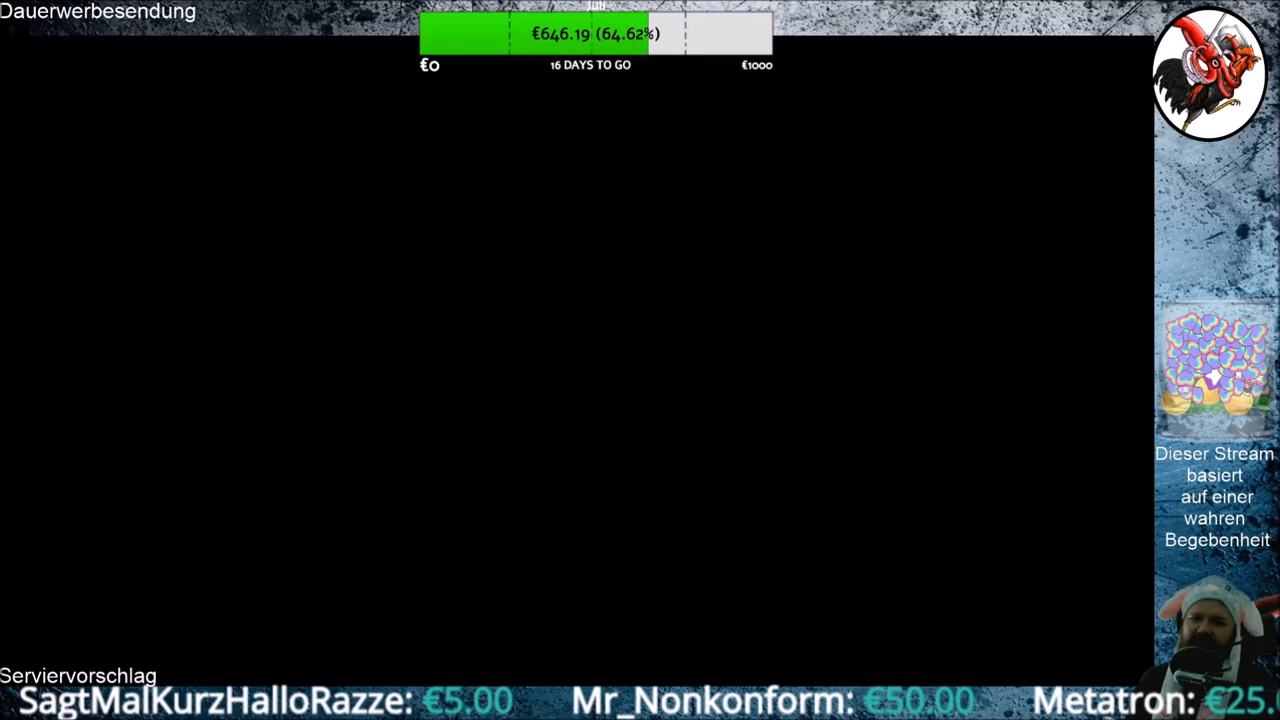 Dauerwerbesendung
Juli
€646.19 (64.62%)
€0
16 DAYS TO GO
€1000
Dieser Stream
basiert
auf einer
wahren
Begebenheit
Serviervorschlag
SagtMalKurzHalloRazze: €5.00 Mr_Nonkonform: €50.00 Metatron: €25.